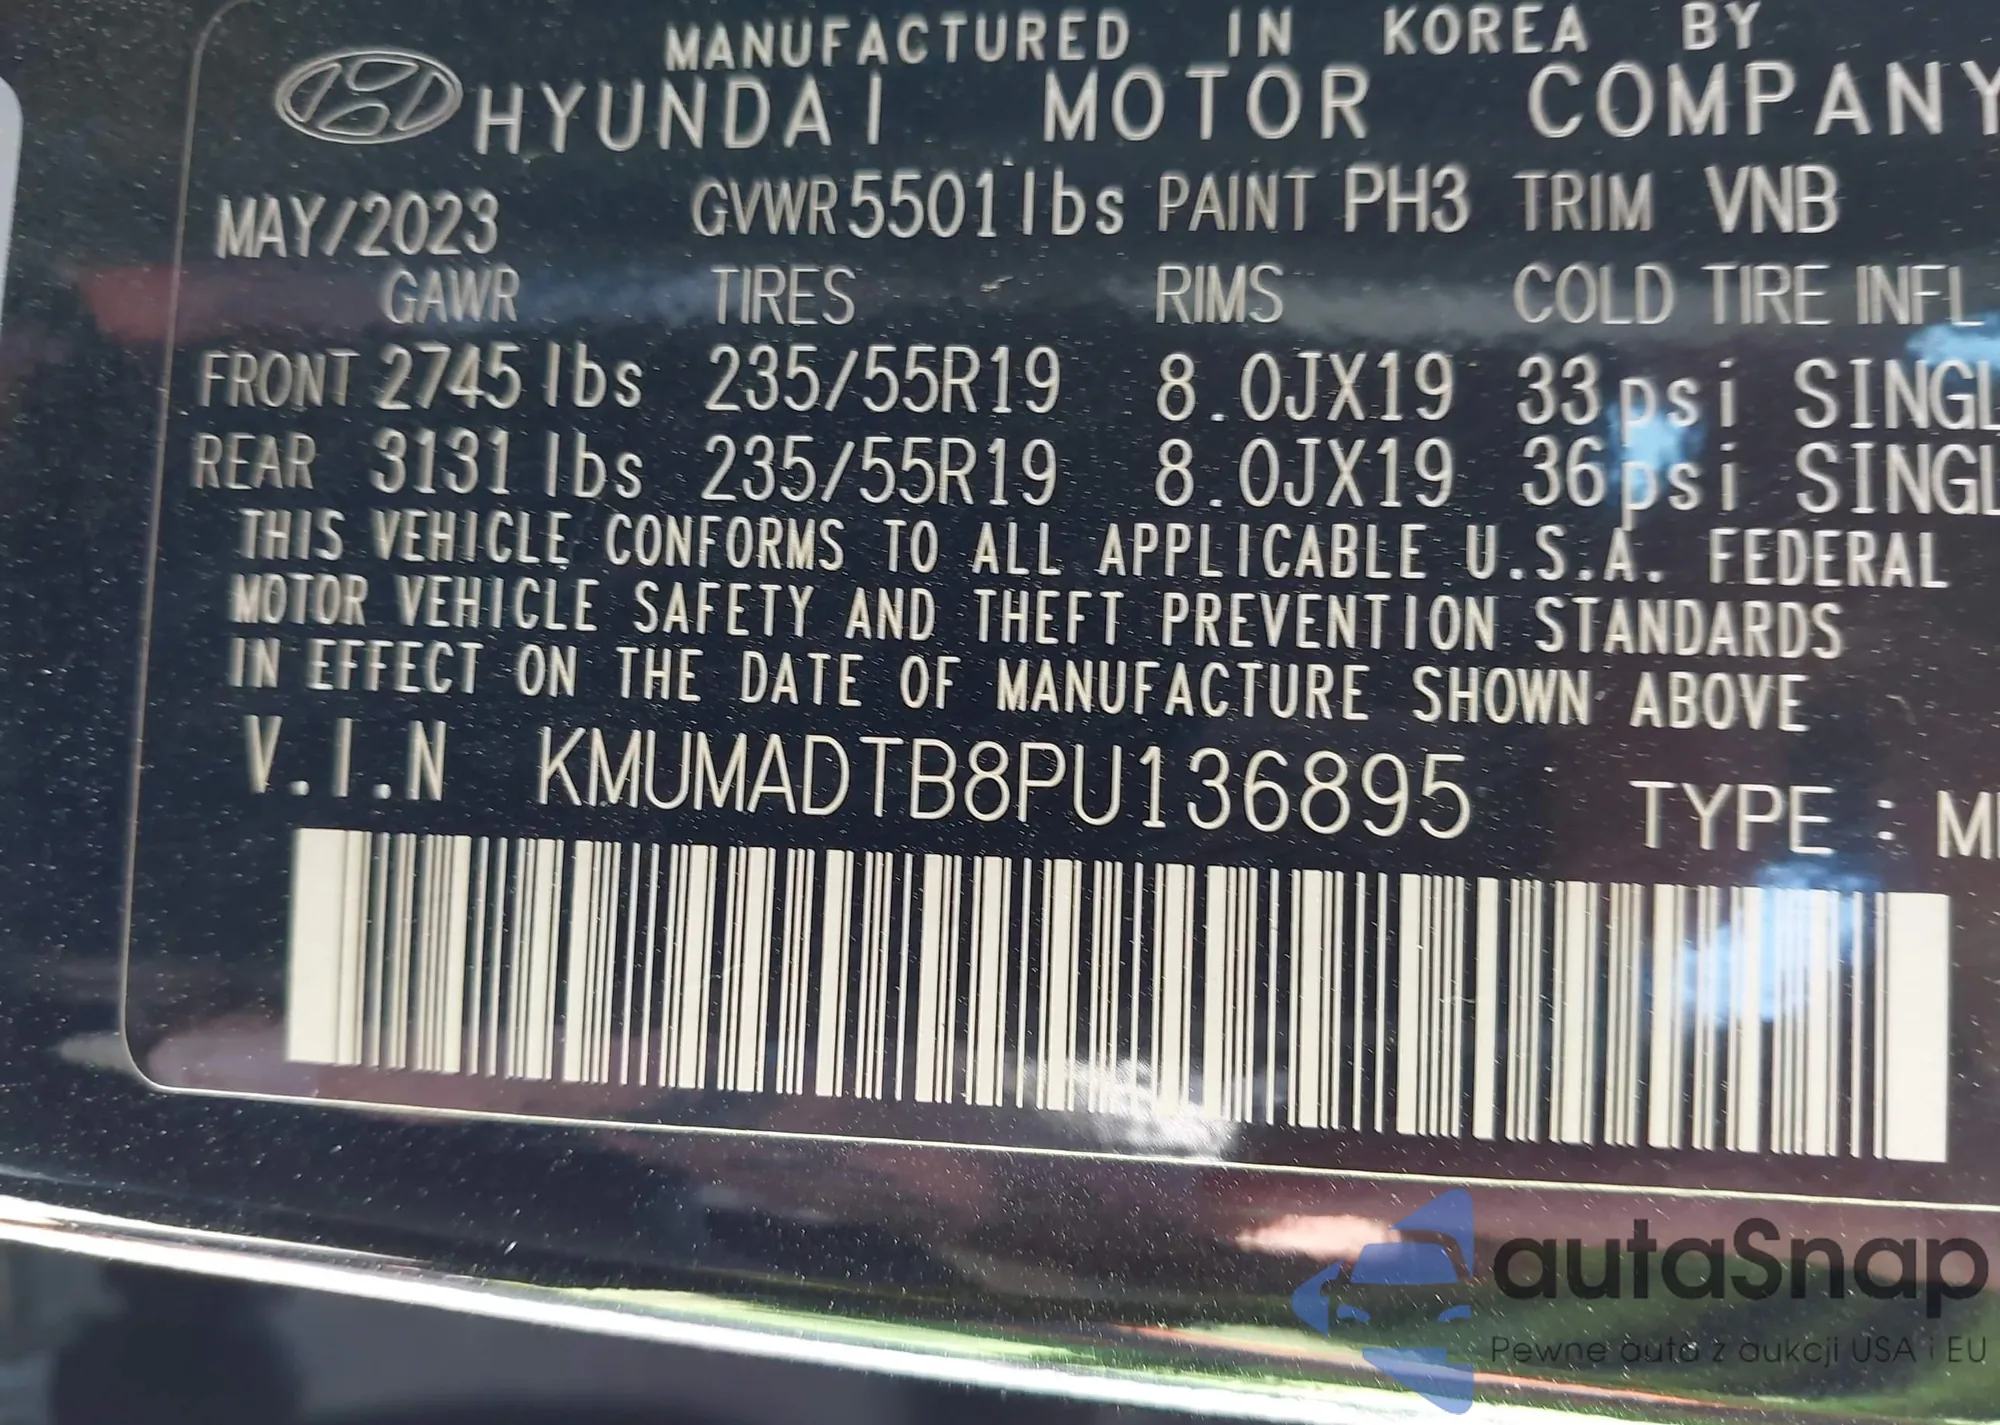 MANUFACTURED IN KOREA BY
HYUNDAI MOTOR COMPANY
MAY/2023 GVWR 5501 lbs PAINT PH3 TRIM VNB
GAWR TIRES RIMS COLD TIRE INFL
FRONT 2745 lbs 235/55R19 8.0JX19 33psi SINGL
REAR 3131 lbs 235/55R19 8.0JX19 36psi SINGL
THIS VEHICLE CONFORMS TO ALL APPLICABLE U.S.A. FEDERAL
MOTOR VEHICLE SAFETY AND THEFT PREVENTION STANDARDS
IN EFFECT ON THE DATE OF MANUFACTURE SHOWN ABOVE
V.I.N KMUMADTB8PU136895 TYPE : M
autaSnap
Pewne auta z aukcji USA i EU